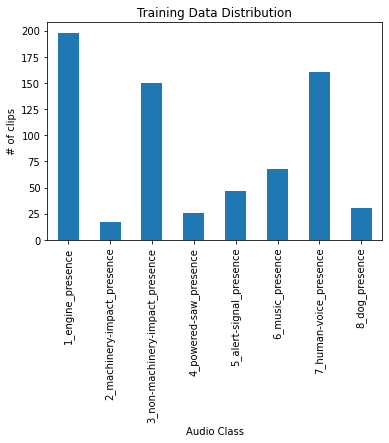 Training Data Distribution
# of clips
200
175
150
125
100
75
50
25
0
1_engine_presence
2_machinery-impact_presence
3_non-machinery-impact_presence
4_powered-saw_presence
5_alert-signal_presence
6_music_presence
7_human-voice_presence
8_dog_presence
Audio Class